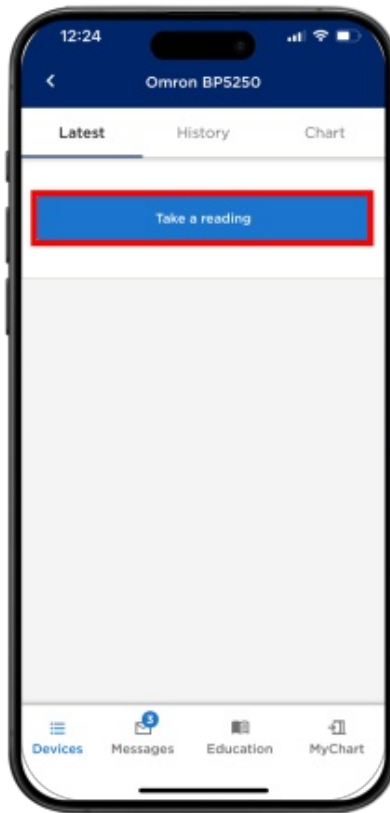 12:24
Omron BP5250
Latest History Chart
Take a reading
3
Devices Messages Education MyChart